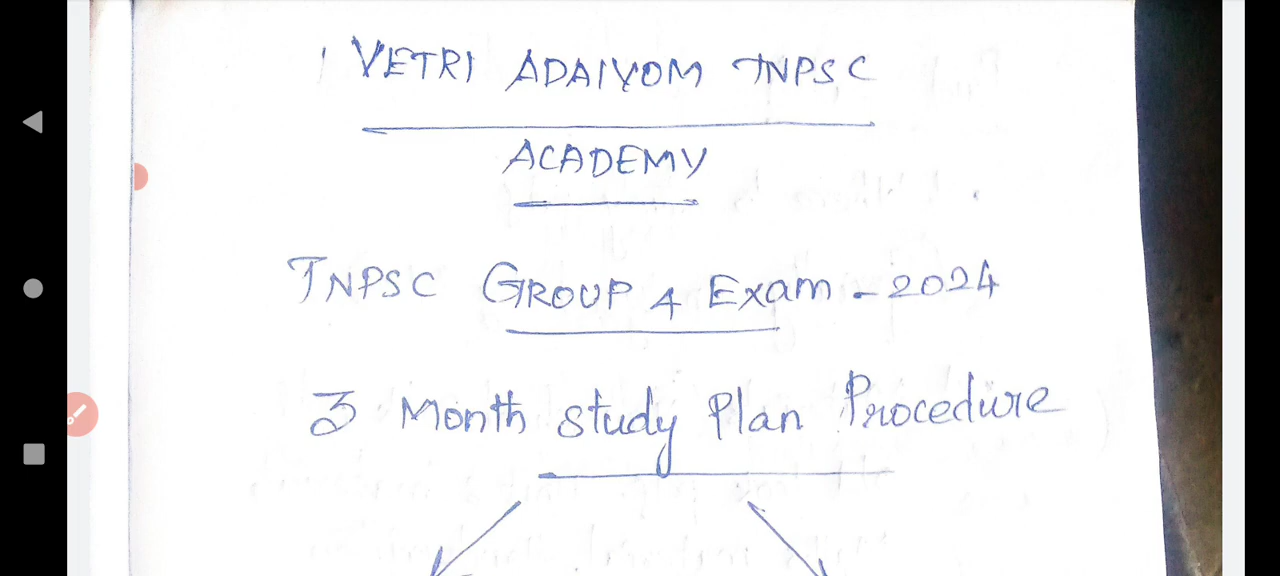 VETRI ADAIYOM TNPSC
ACADEMY
TNPSC GROUP 4 Exam - 2024
3 Month study Plan Procedure